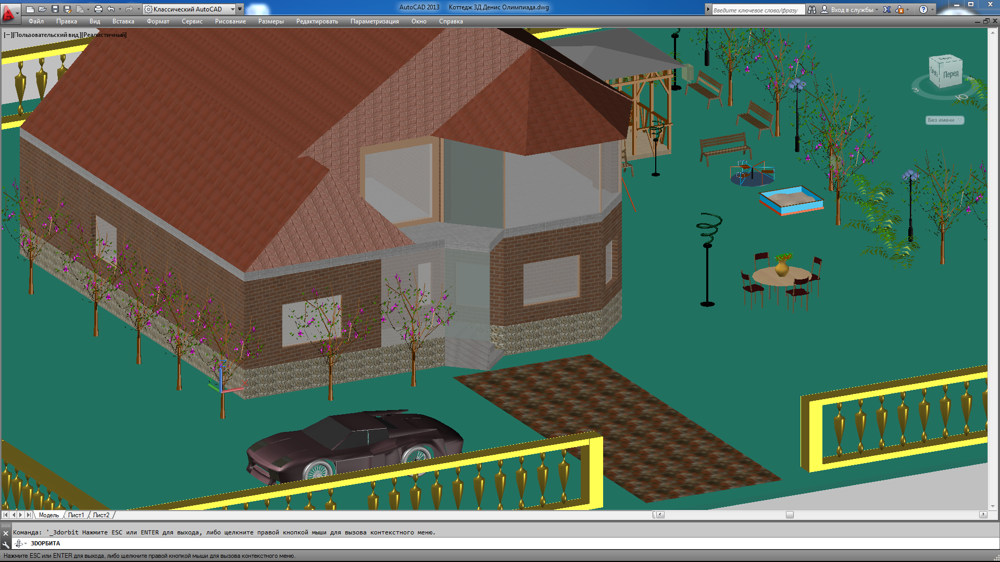 Классический AutoCAD
AutoCAD 2013 Коттедж 3Д Денис Олимпиада.dwg
Введите ключевое слово/фразу
Вход в службы
Файл Правка Вид Вставка Формат Сервис Рисование Размеры Редактировать Параметризация Окно Справка
[−][Пользовательский вид][Реалистичный]
Перед
З
Ю
Без имени
Z
Модель Лист1 Лист2
Команда: '_3dorbit Нажмите ESC или ENTER для выхода, либо щелкните правой кнопкой мыши для вызова контекстного меню.
3DОРБИТА
Нажмите ESC или ENTER для выхода, либо щелкните правой кнопкой мыши для вызова контекстного меню.